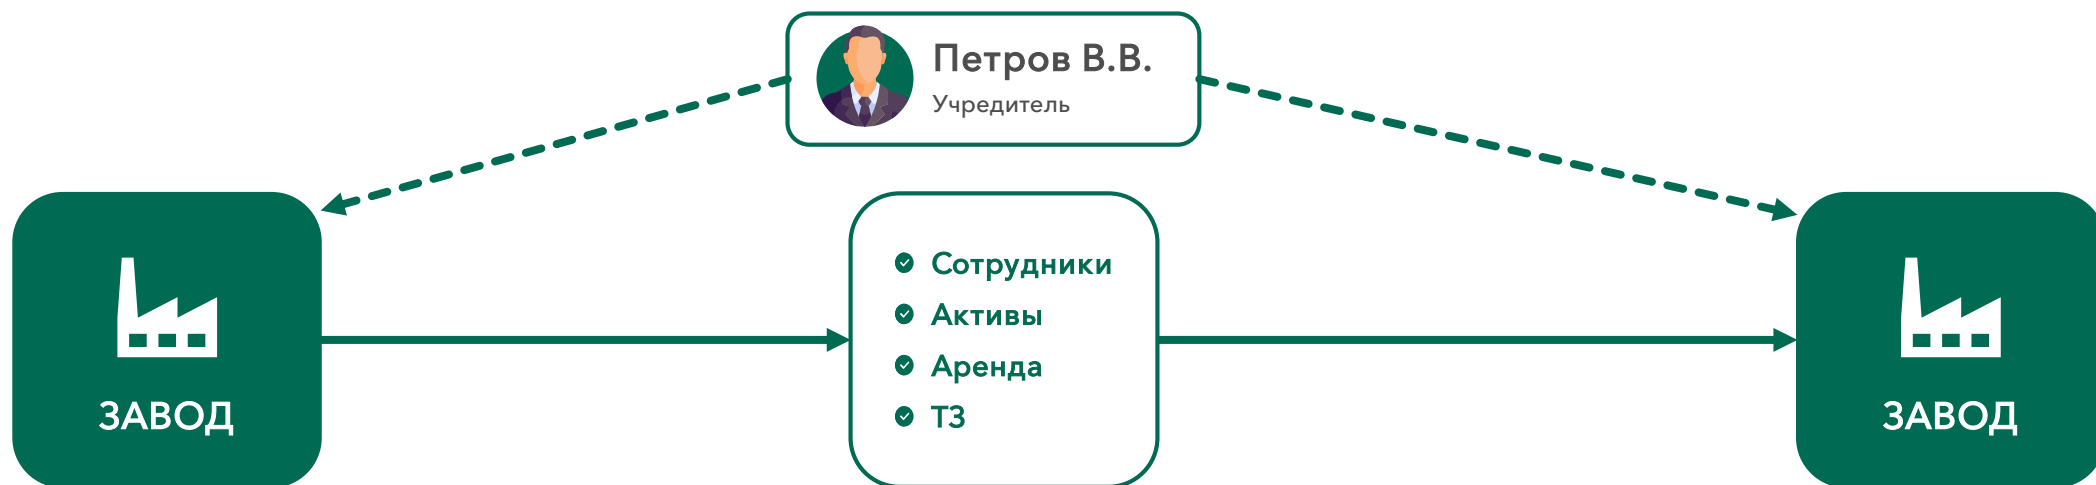 Петров В.В.
Учредитель
ЗАВОД
Сотрудники
Активы
Аренда
ТЗ
ЗАВОД